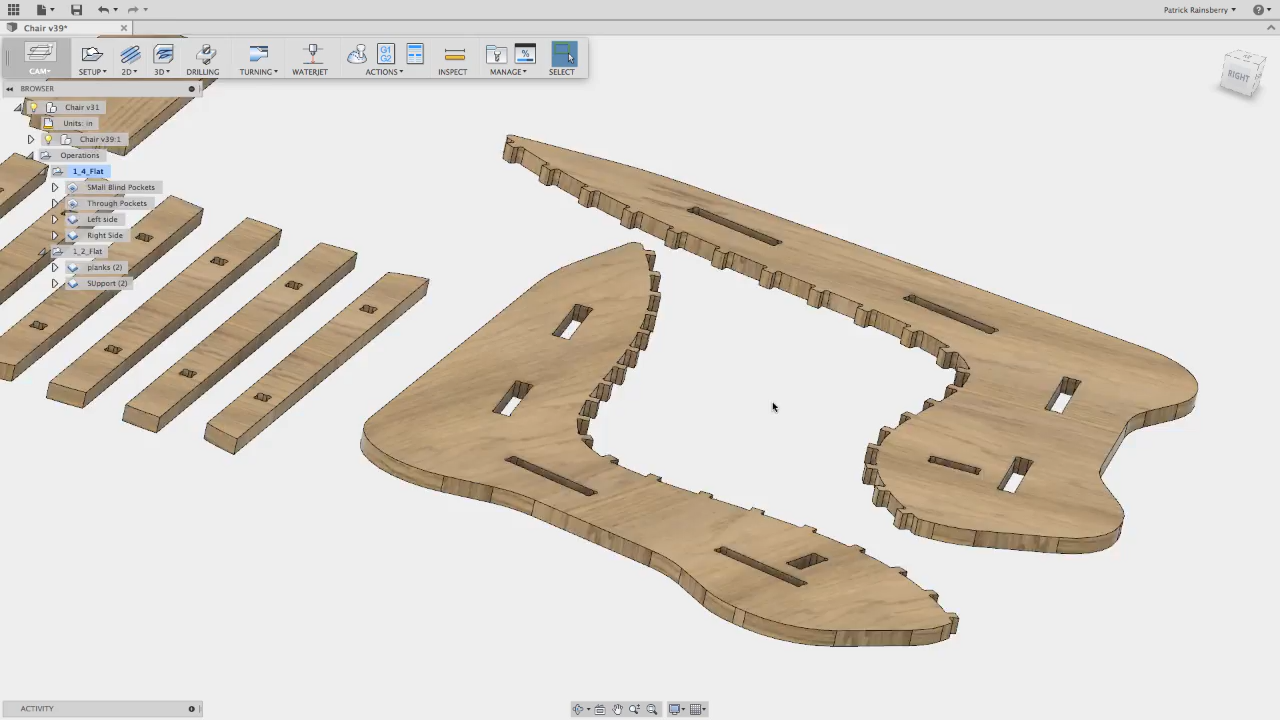 Patrick Rainsberry
Chair v39*
CAM
SETUP
2D
3D
DRILLING
TURNING
WATERJET
G1
G2
ACTIONS
INSPECT
%
MANAGE
SELECT
BROWSER
Chair v31
Units: in
Chair v39:1
Operations
1_4_Flat
SMall Blind Pockets
Through Pockets
Left side
Right Side
1_2_Flat
planks (2)
SUpport (2)
RIGHT
ACTIVITY